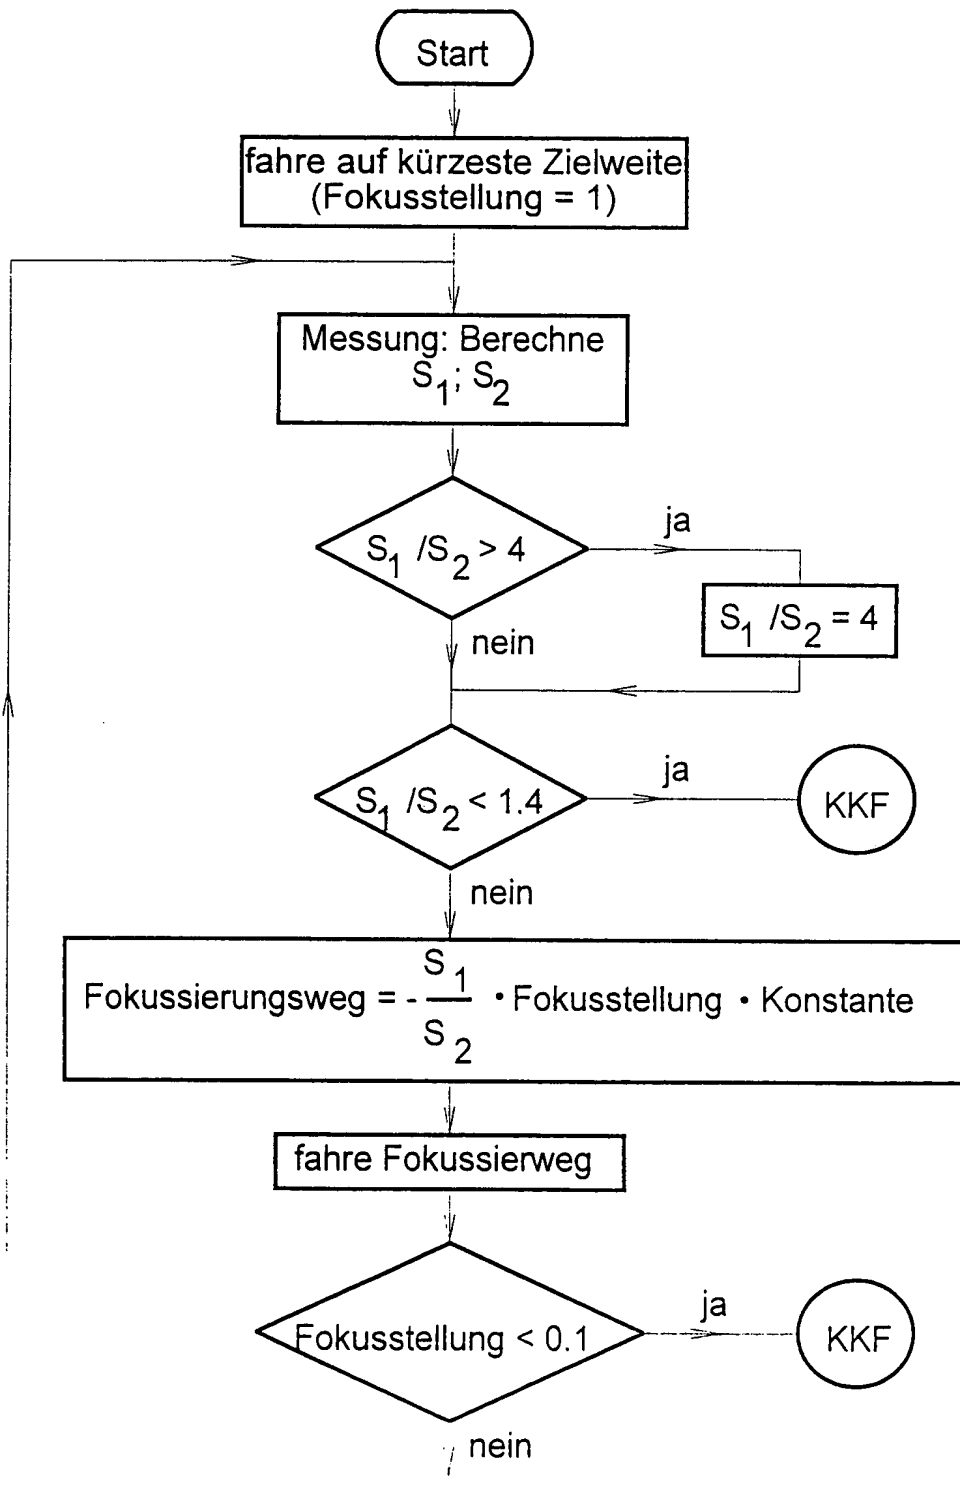 Start
fahre auf kürzeste Zielweite
(Fokusstellung = 1)
Messung: Berechne
S1; S2
S1 /S2 > 4
ja
S1 /S2 = 4
nein
S1 /S2 < 1.4
ja
KKF
nein
Fokussierungsweg = - S1/S2 · Fokusstellung · Konstante
fahre Fokussierweg
Fokusstellung < 0.1
ja
KKF
nein